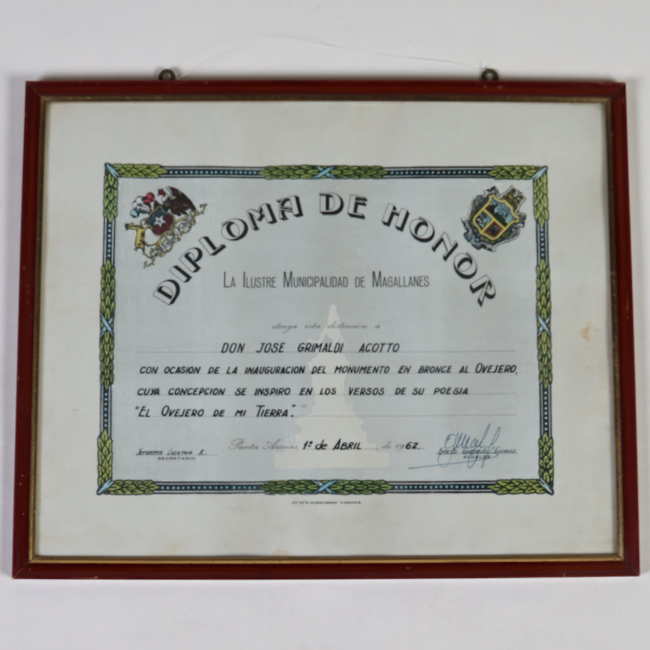 DIPLOMA DE HONOR
LA ILUSTRE MUNICIPALIDAD DE MAGALLANES
otorga esta distinción a
DON JOSÉ GRIMALDI ACOTTO
CON OCASION DE LA INAUGURACION DEL MONUMENTO EN BRONCE AL OVEJERO,
CUYA CONCEPCION SE INSPIRO EN LOS VERSOS DE SU POESIA
"EL OVEJERO DE MI TIERRA".
Punta Arenas 1º DE ABRIL de 1962
SECRETARIO
ALCALDE